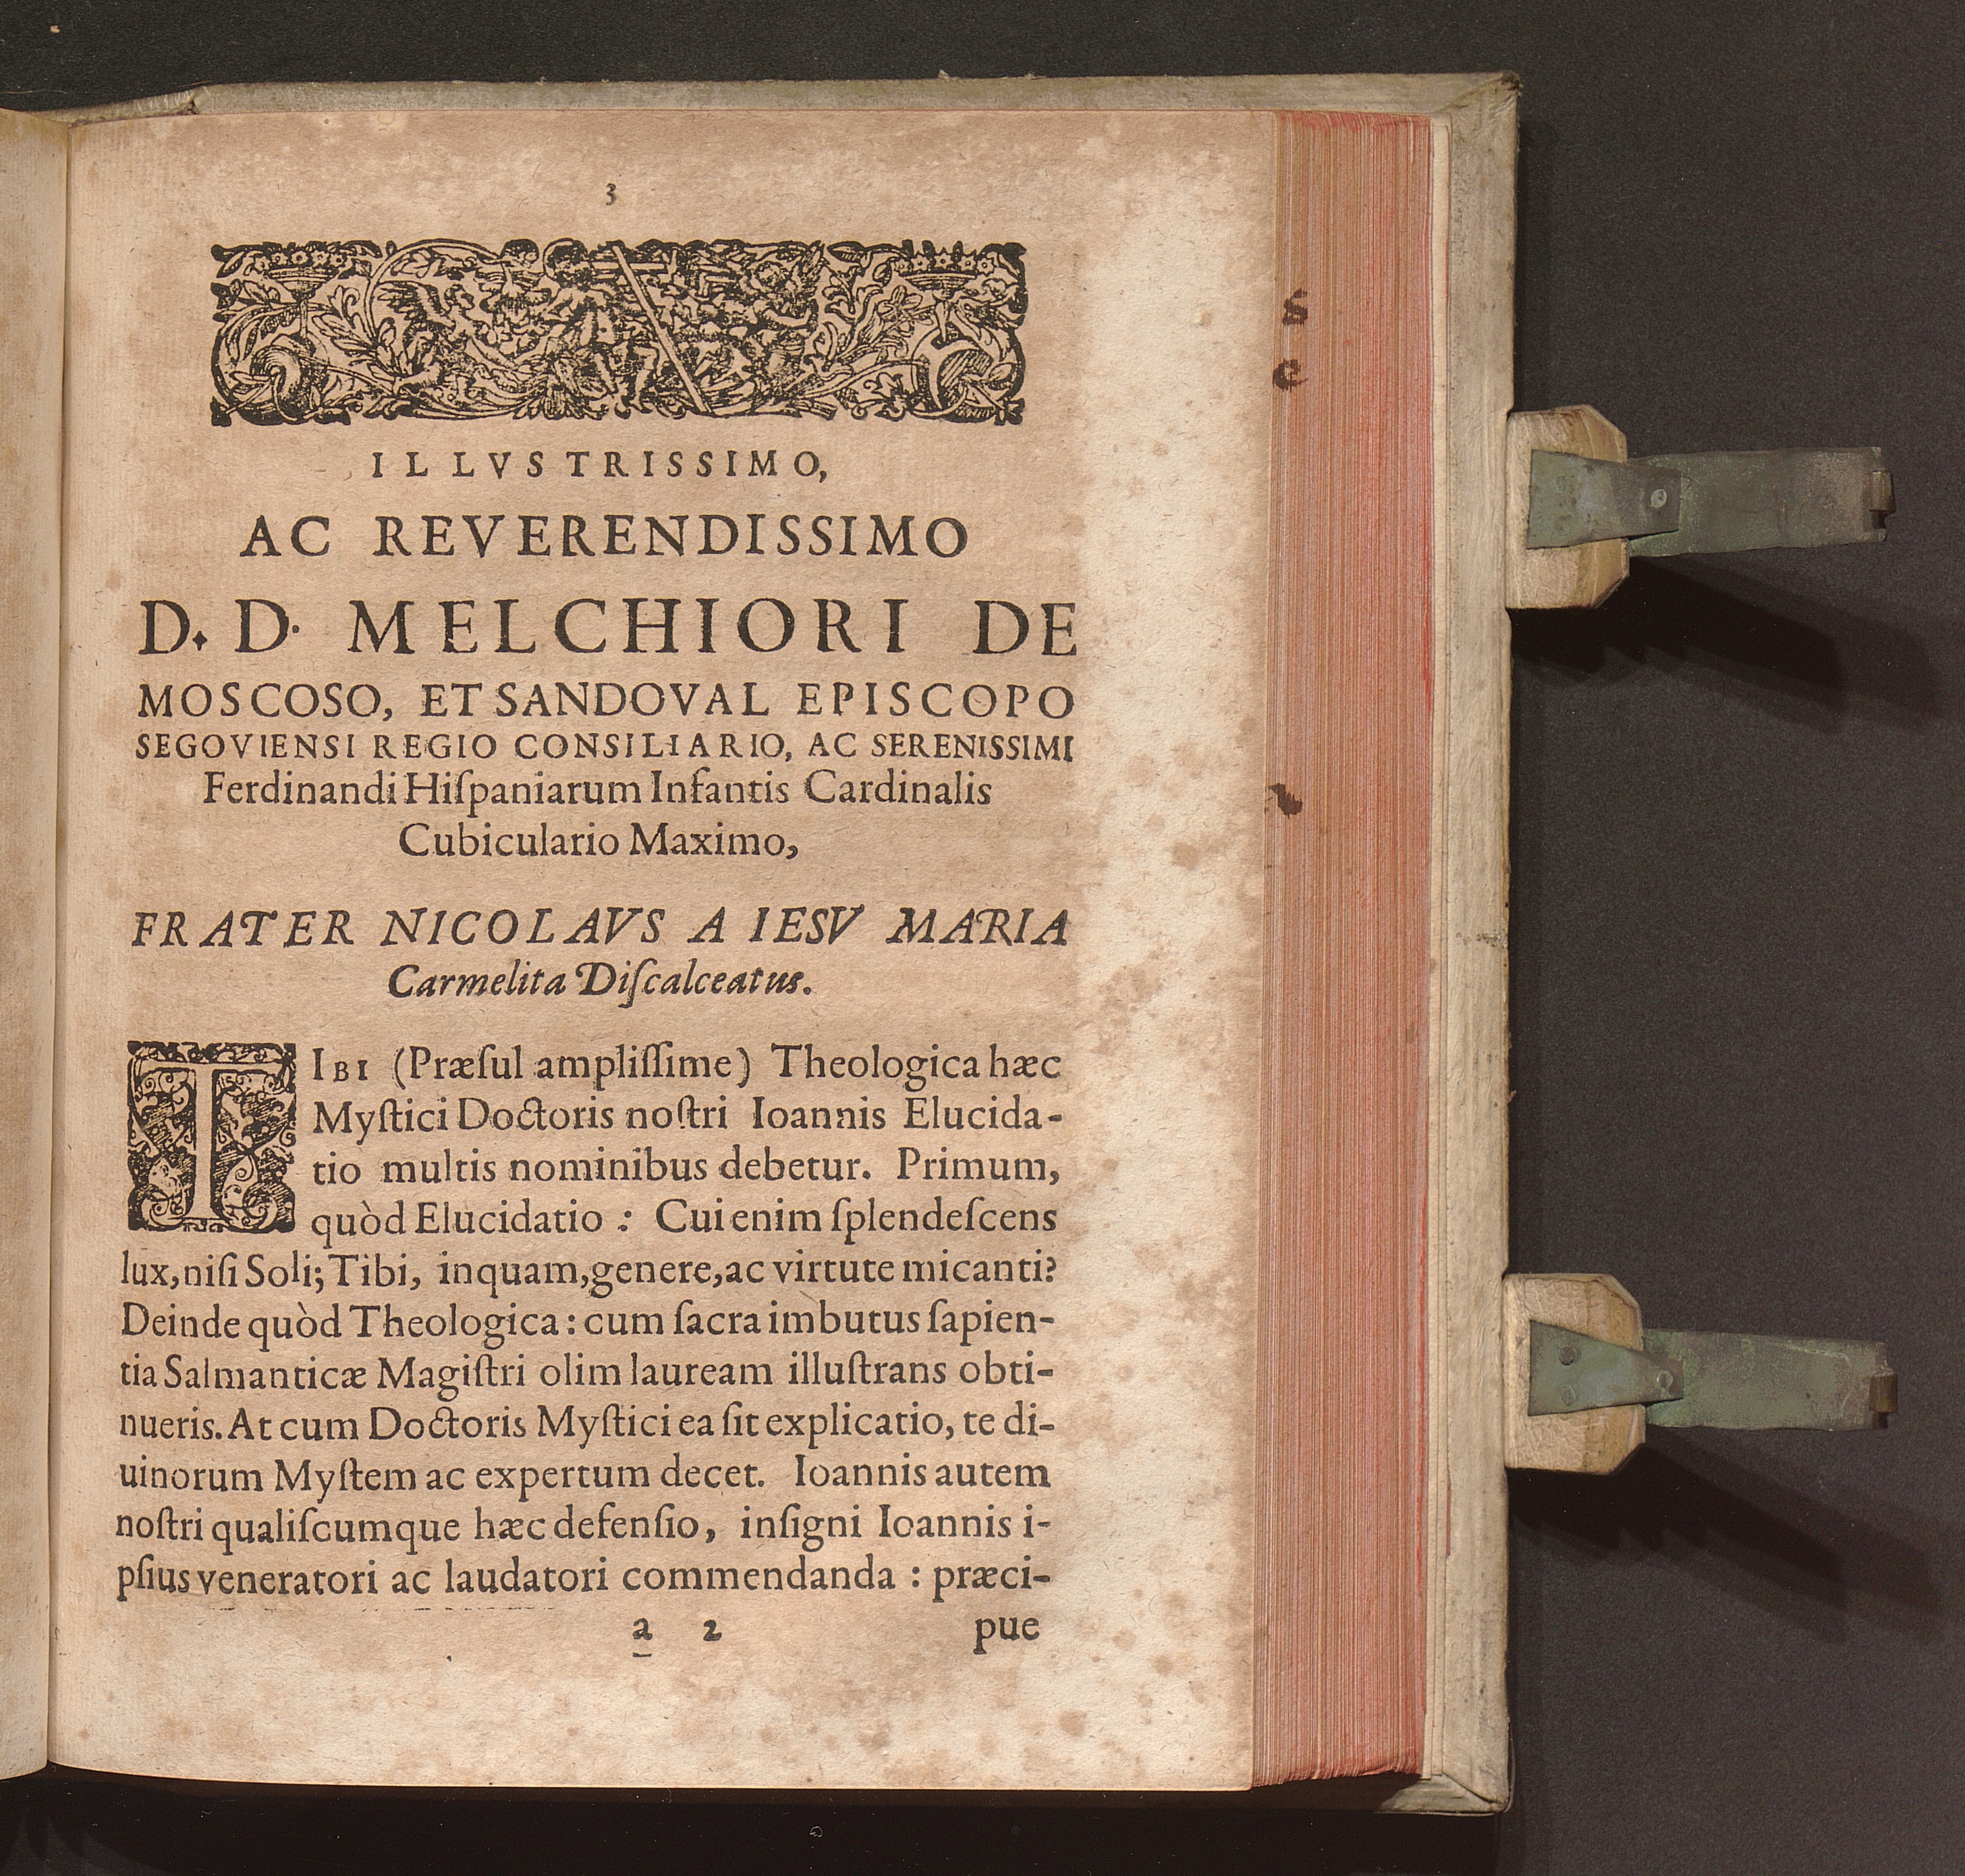 3
ILLVSTRISSIMO,
AC REVERENDISSIMO
D. D. MELCHIORI DE
MOSCOSO, ET SANDOVAL EPISCOPO
SEGOVIENSI REGIO CONSILIARIO, AC SERENISSIMI
Ferdinandi Hiſpaniarum Infantis Cardinalis
Cubiculario Maximo,
FRATER NICOLAVS A IESV MARIA
Carmelita Diſcalceatus.
TIBI (Præſul ampliſſime) Theologica hæc
Myſtici Doctoris noſtri Ioannis Elucida-
tio multis nominibus debetur. Primum,
quòd Elucidatio : Cui enim ſplendeſcens
lux, niſi Soli; Tibi, inquam, genere, ac virtute micanti?
Deinde quòd Theologica : cum ſacra imbutus ſapien-
tia Salmanticæ Magiſtri olim lauream illuſtrans obti-
nueris. At cum Doctoris Myſtici ea ſit explicatio, te di-
uinorum Myſtem ac expertum decet. Ioannis autem
noſtri qualiſcumque hæc defenſio, inſigni Ioannis i-
pſius veneratori ac laudatori commendanda : præci-
a 2 pue
s
e